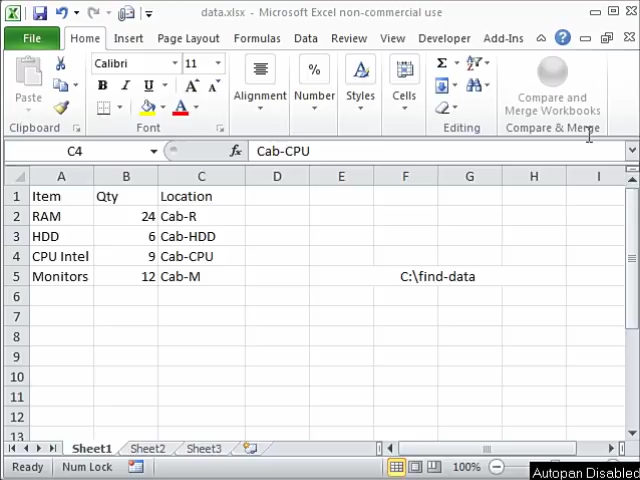 data.xlsx - Microsoft Excel non-commercial use
File Home Insert Page Layout Formulas Data Review View Developer Add-Ins
Paste
Clipboard
Calibri 11
B I U A A
A
Font
Alignment
%
Number
A
Styles
Cells
Σ
Editing
Compare and
Merge Workbooks
Compare & Merge
C4 fx Cab-CPU
A B C D E F G H I
1 Item Qty Location
2 RAM 24 Cab-R
3 HDD 6 Cab-HDD
4 CPU Intel 9 Cab-CPU
5 Monitors 12 Cab-M C:\find-data
6
7
8
9
10
11
12
13
Sheet1 Sheet2 Sheet3
Ready Num Lock 100%
Autopan Disabled